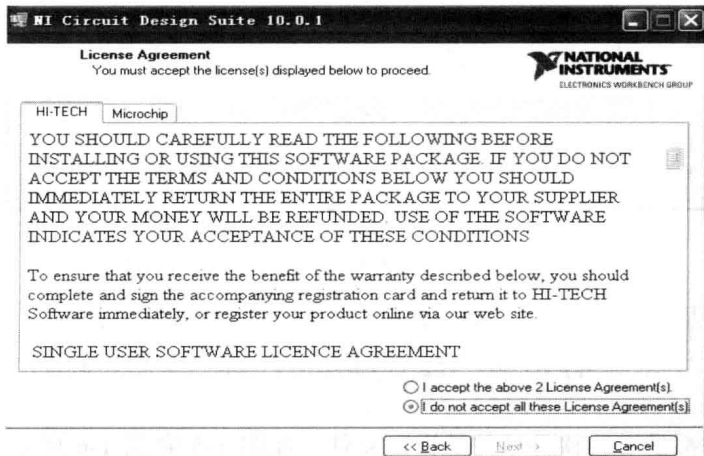 NI Circuit Design Suite 10.0.1
License Agreement
You must accept the license(s) displayed below to proceed.
NATIONAL
INSTRUMENTS
ELECTRONICS WORKBENCH GROUP
HI-TECH
Microchip
YOU SHOULD CAREFULLY READ THE FOLLOWING BEFORE
INSTALLING OR USING THIS SOFTWARE PACKAGE. IF YOU DO NOT
ACCEPT THE TERMS AND CONDITIONS BELOW YOU SHOULD
IMMEDIATELY RETURN THE ENTIRE PACKAGE TO YOUR SUPPLIER
AND YOUR MONEY WILL BE REFUNDED. USE OF THE SOFTWARE
INDICATES YOUR ACCEPTANCE OF THESE CONDITIONS
To ensure that you receive the benefit of the warranty described below, you should
complete and sign the accompanying registration card and return it to HI-TECH
Software immediately, or register your product online via our web site.
SINGLE USER SOFTWARE LICENCE AGREEMENT
I accept the above 2 License Agreement(s).
I do not accept all these License Agreement(s).
<< Back
Next >
Cancel